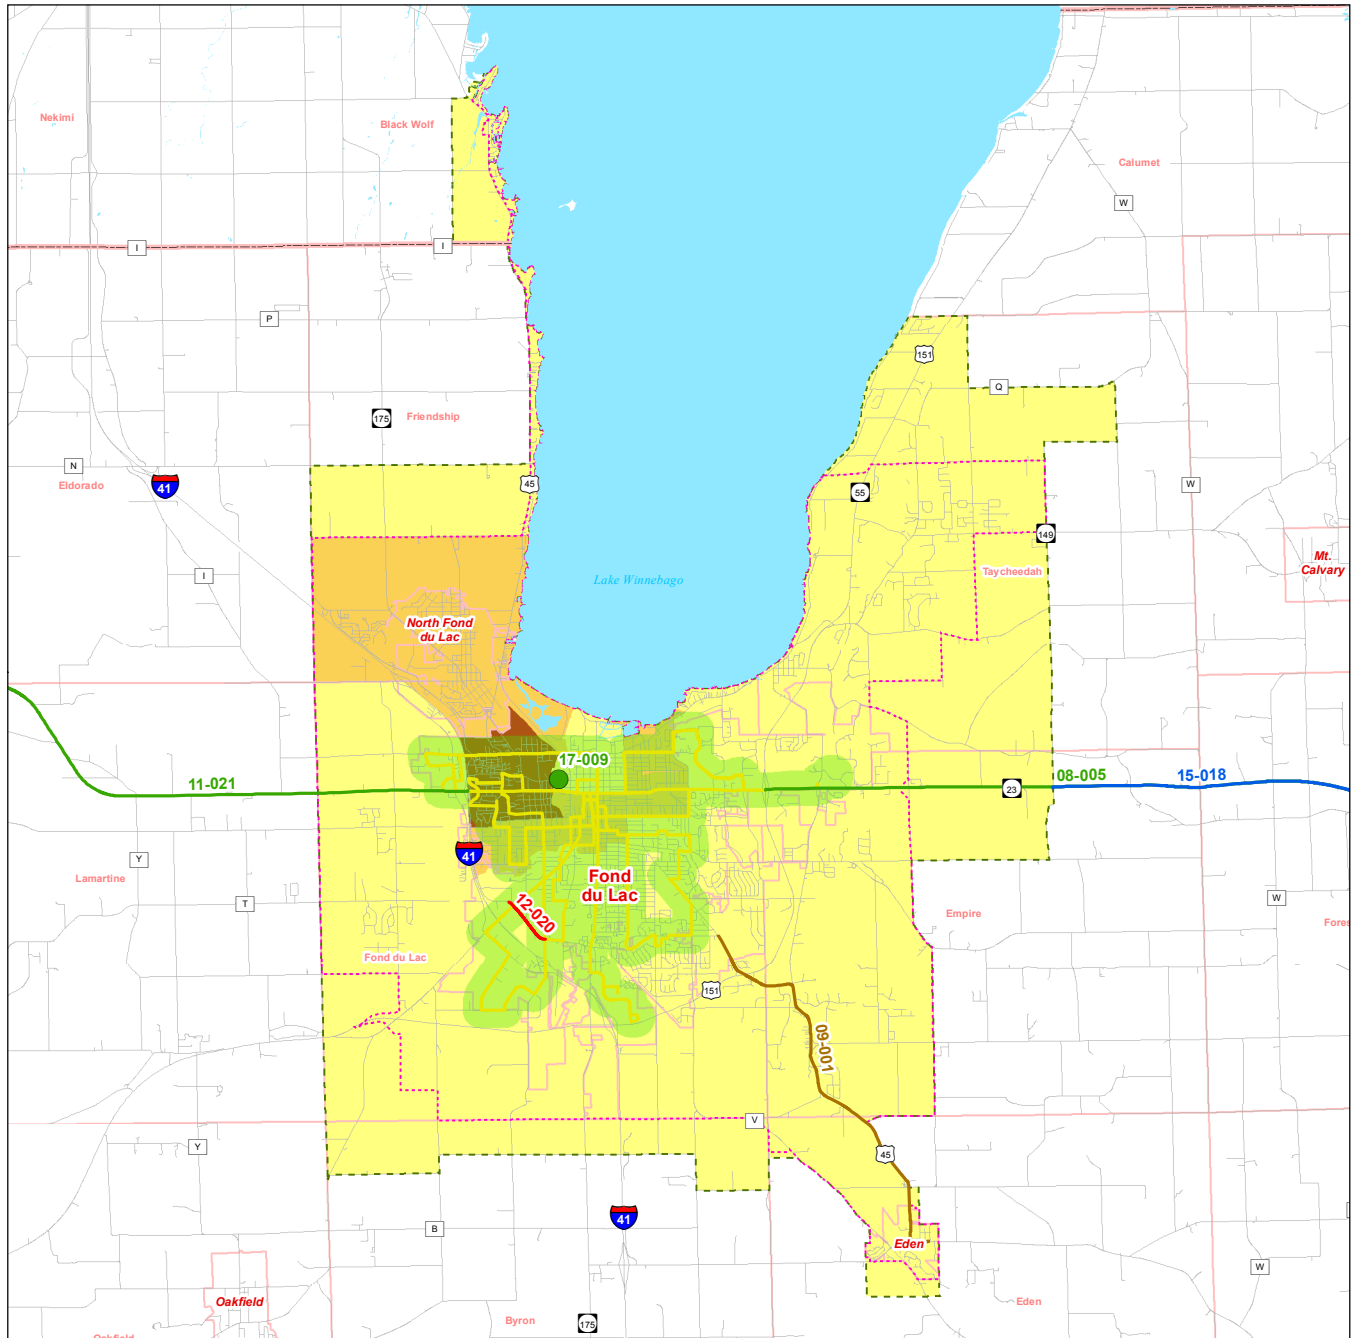 Nekimi
Black Wolf
Calumet
W
I
I
P
151
Q
175
Friendship
N
Eldorado
41
45
55
W
149
Mt.
Calvary
I
Taycheedah
Lake Winnebago
North Fond
du Lac
17-009
11-021
08-005
15-018
23
Y
41
Lamartine
T
Fond
du Lac
12-020
W
Empire
Fores
Fond du Lac
151
09-001
V
Y
45
41
B
Eden
W
Oakfield
Eden
Byron
175
Oakfield